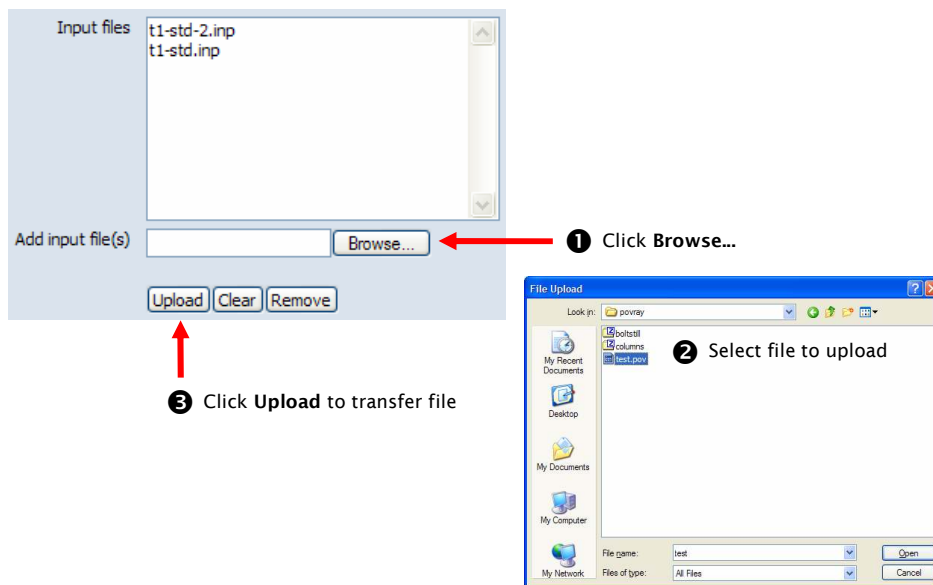 Input files
t1-std-2.inp
t1-std.inp
Add input file(s)
Browse...
❶ Click Browse...
Upload Clear Remove
❸ Click Upload to transfer file
File Upload
Look in: povray
boltstill
columns
test.pov
❷ Select file to upload
My Recent
Documents
Desktop
My Documents
My Computer
My Network
File name: test Open
Files of type: All Files Cancel